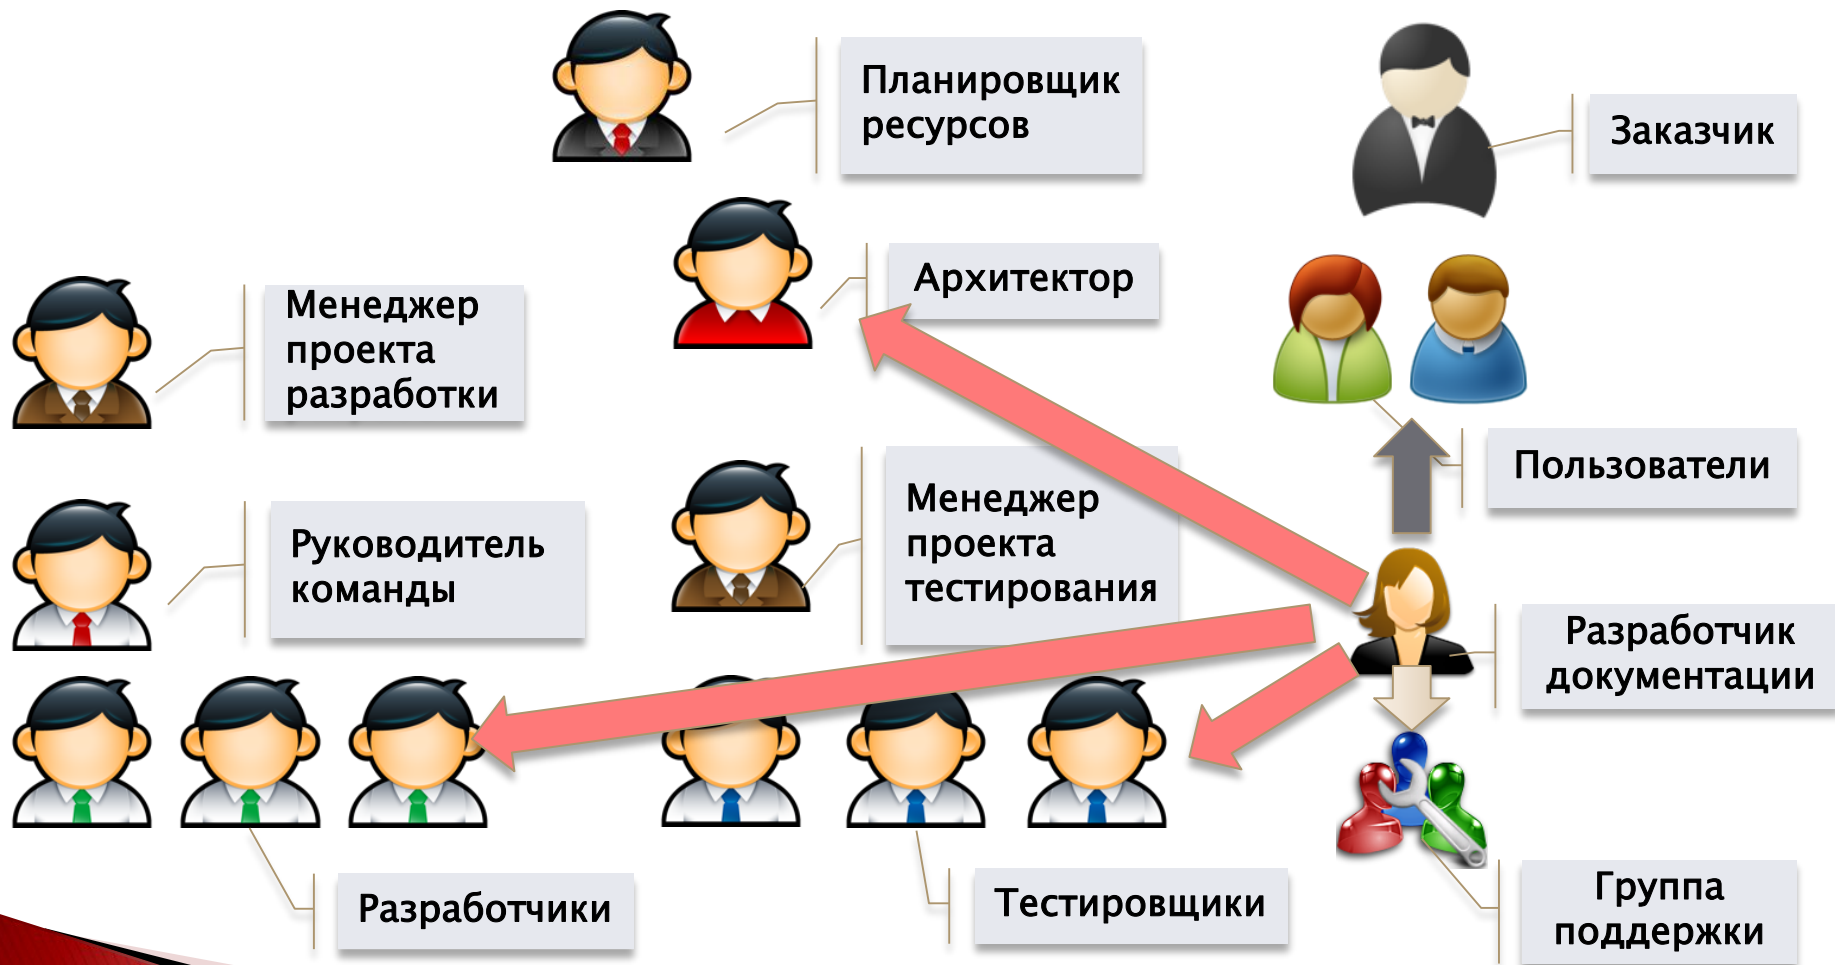 Планировщик
ресурсов
Заказчик
Архитектор
Менеджер
проекта
разработки
Пользователи
Менеджер
проекта
тестирования
Руководитель
команды
Разработчик
документации
Разработчики
Тестировщики
Группа
поддержки